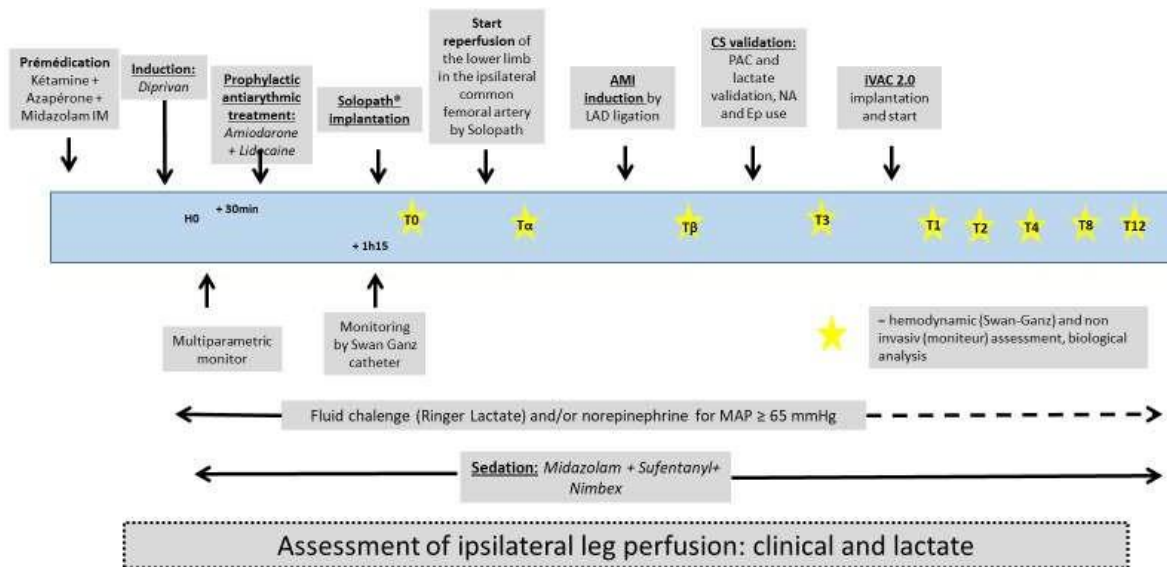 Prémédication
Kétamine +
Azapérone +
Midazolam IM
Induction:
Diprivan
Prophylactic
antiarythmic
treatment:
Amiodarone
+ Lidocaine
Solopath®
implantation
Start
reperfusion of
the lower limb in
the ipsilateral
common
femoral artery
by Solopath
AMI
induction by
LAD ligation
CS validation:
PAC and
lactate
validation, NA
and Ep use
iVAC 2.0
implantation
and start
H0
+ 30min
+ 1h15
T0
Tα
Tβ
T3
T1
T2
T4
T8
T12
Multiparametric
monitor
Monitoring
by Swan Ganz
catheter
= hemodynamic (Swan-Ganz) and non
invasiv (moniteur) assessment, biological
analysis
Fluid chalenge (Ringer Lactate) and/or norepinephrine for MAP ≥ 65 mmHg
Sedation: Midazolam + Sufentanyl+
Nimbex
Assessment of ipsilateral leg perfusion: clinical and lactate